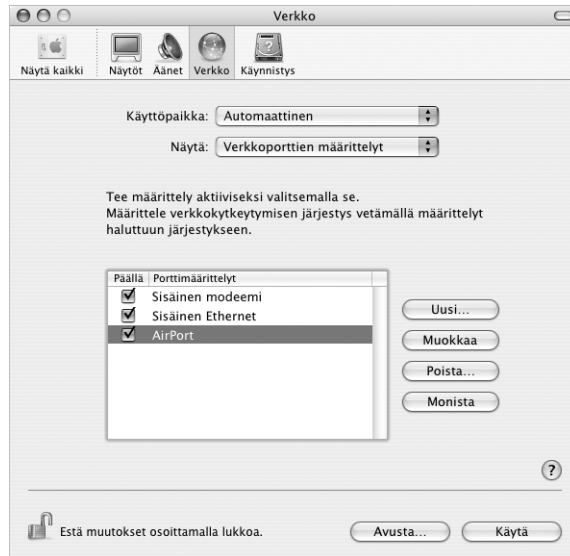 Verkko
Näytä kaikki Näytöt Äänet Verkko Käynnistys
Käyttöpaikka: Automaattinen
Näytä: Verkkoporttien määrittelyt
Tee määrittely aktiiviseksi valitsemalla se.
Määrittele verkkokytkeytymisen järjestys vetämällä määrittelyt
haluttuun järjestykseen.
Päällä Porttimäärittelyt
Sisäinen modeemi
Sisäinen Ethernet
AirPort
Uusi...
Muokkaa
Poista...
Monista
?
Estä muutokset osoittamalla lukkoa.
Avusta... Käytä